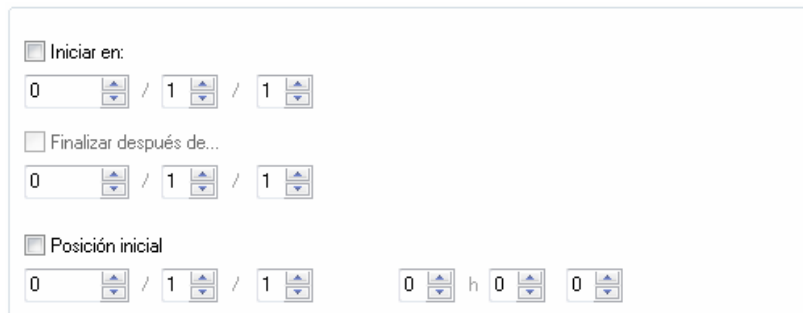 Iniciar en:
0 / 1 / 1
Finalizar después de...
0 / 1 / 1
Posición inicial
0 / 1 / 1 0 h 0 0